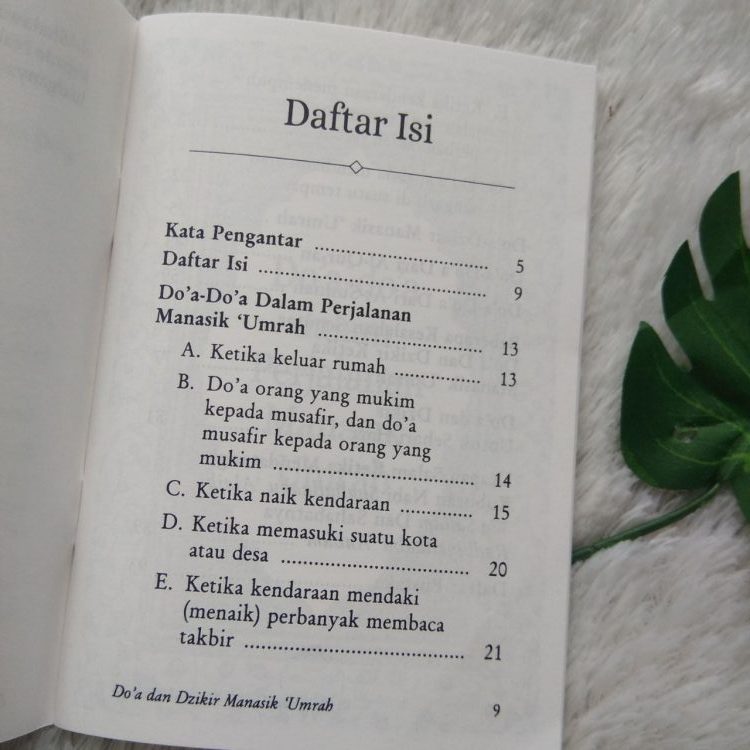 Daftar Isi
Kata Pengantar ........................................ 5
Daftar Isi .................................................... 9
Do'a-Do'a Dalam Perjalanan
Manasik 'Umrah ..................................... 13
A. Ketika keluar rumah .................... 13
B. Do'a orang yang mukim
kepada musafir, dan do'a
musafir kepada orang yang
mukim .............................................. 14
C. Ketika naik kendaraan ................ 15
D. Ketika memasuki suatu kota
atau desa ........................................... 20
E. Ketika kendaraan mendaki
(menaik) perbanyak membaca
takbir .................................................. 21
Do'a dan Dzikir Manasik 'Umrah 9